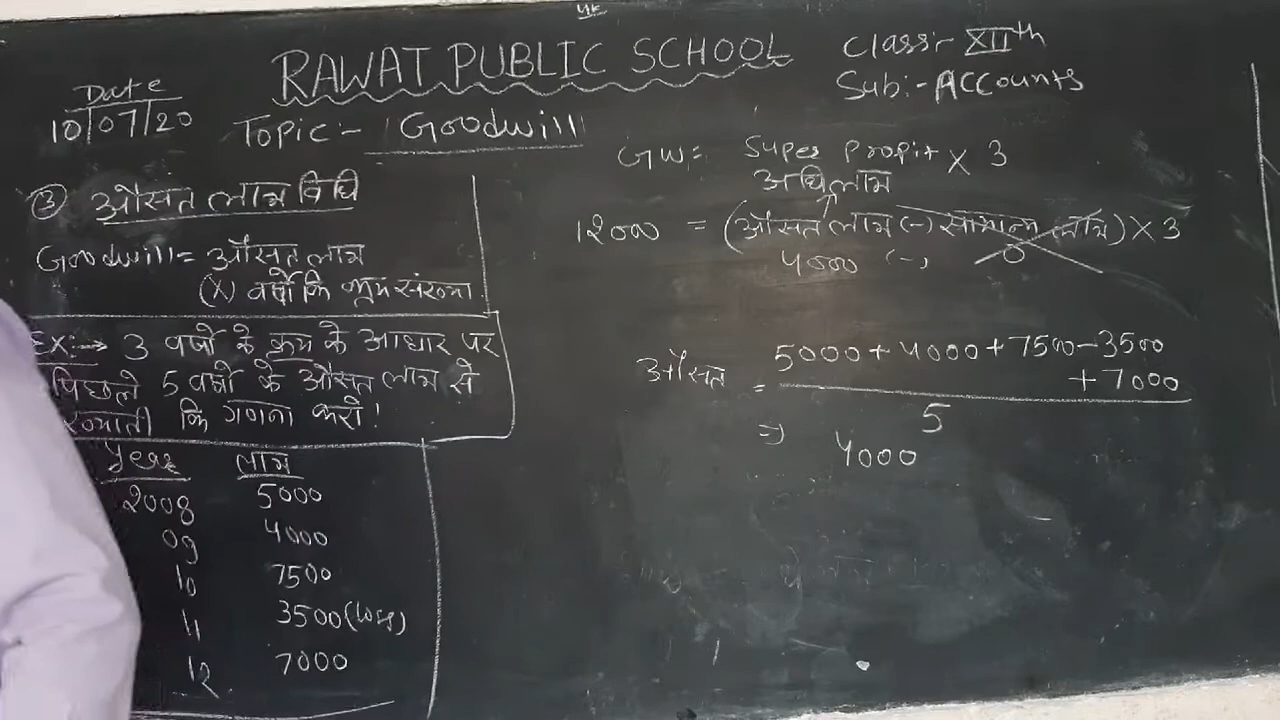 RAWAT PUBLIC SCHOOL
Class:- XIIth
Sub:- Accounts
Date
10/07/20
Topic:- Goodwill
③ औसत लाभ विधि
Goodwill = औसत लाभ
(X) वर्षो कि क्रय संख्या
Ex:→ 3 वर्षो के क्रय के आधार पर
पिछले 5 वर्षो के औसत लाभ से
ख्याती कि गणना करो!
Year लाभ
2008 5000
09 4000
10 7500
11 3500 (loss)
12 7000
GW = Super Profit X 3
अधिलाभ
12000 = (औसत लाभ (-) सामान्य लाभ) X 3
4000 (-) 0
औसत = 5000 + 4000 + 7500 - 3500
+ 7000
5
=> 4000